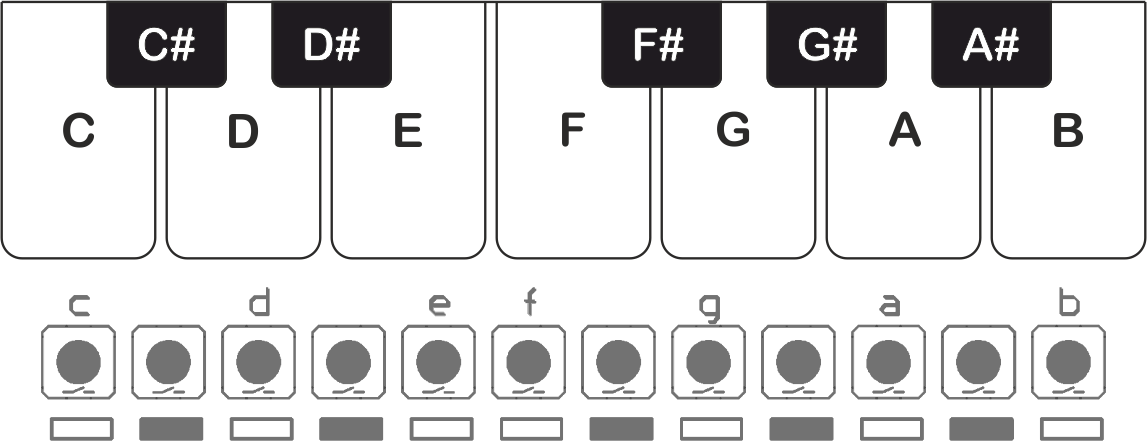 C# D# F# G# A#
C D E F G A B
c d e f g a b